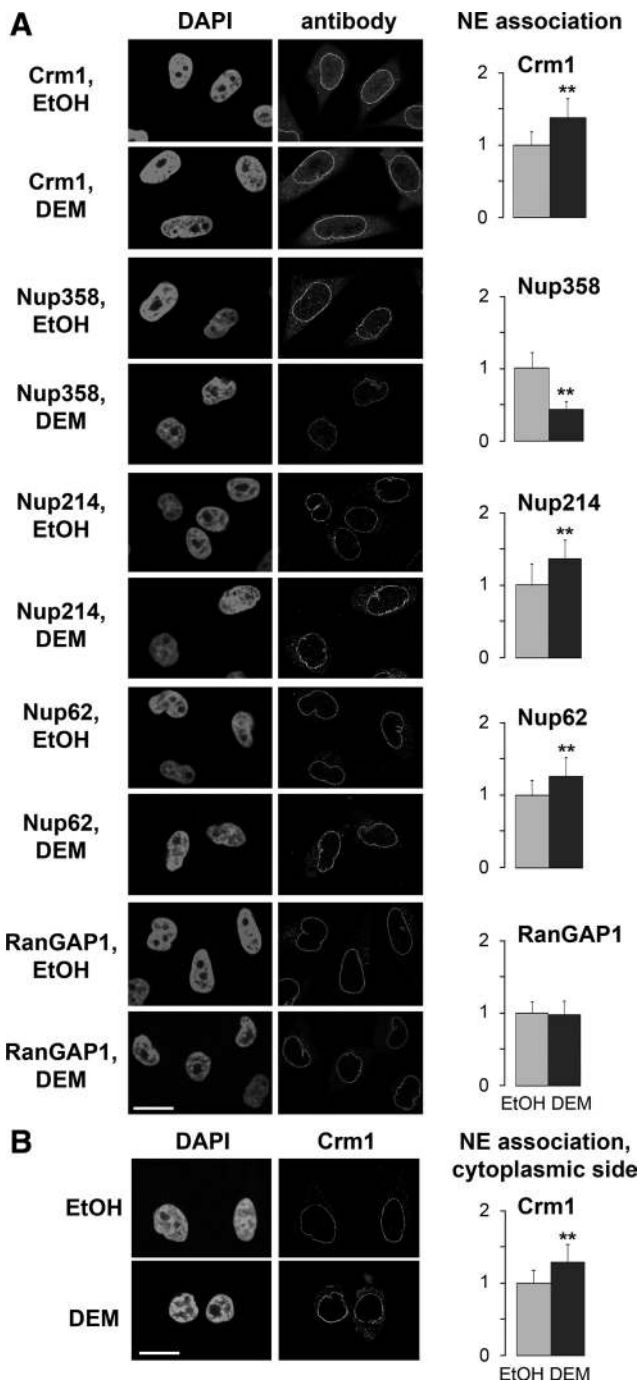 A
DAPI
antibody
NE association
Crm1,
EtOH
Crm1,
DEM
2
1
0
Crm1
**
Nup358,
EtOH
Nup358,
DEM
2
1
0
Nup358
**
Nup214,
EtOH
Nup214,
DEM
2
1
0
Nup214
**
Nup62,
EtOH
Nup62,
DEM
2
1
0
Nup62
**
RanGAP1,
EtOH
RanGAP1,
DEM
2
1
0
RanGAP1
EtOH DEM
B
DAPI
Crm1
NE association,
cytoplasmic side
EtOH
DEM
2
1
0
Crm1
**
EtOH DEM